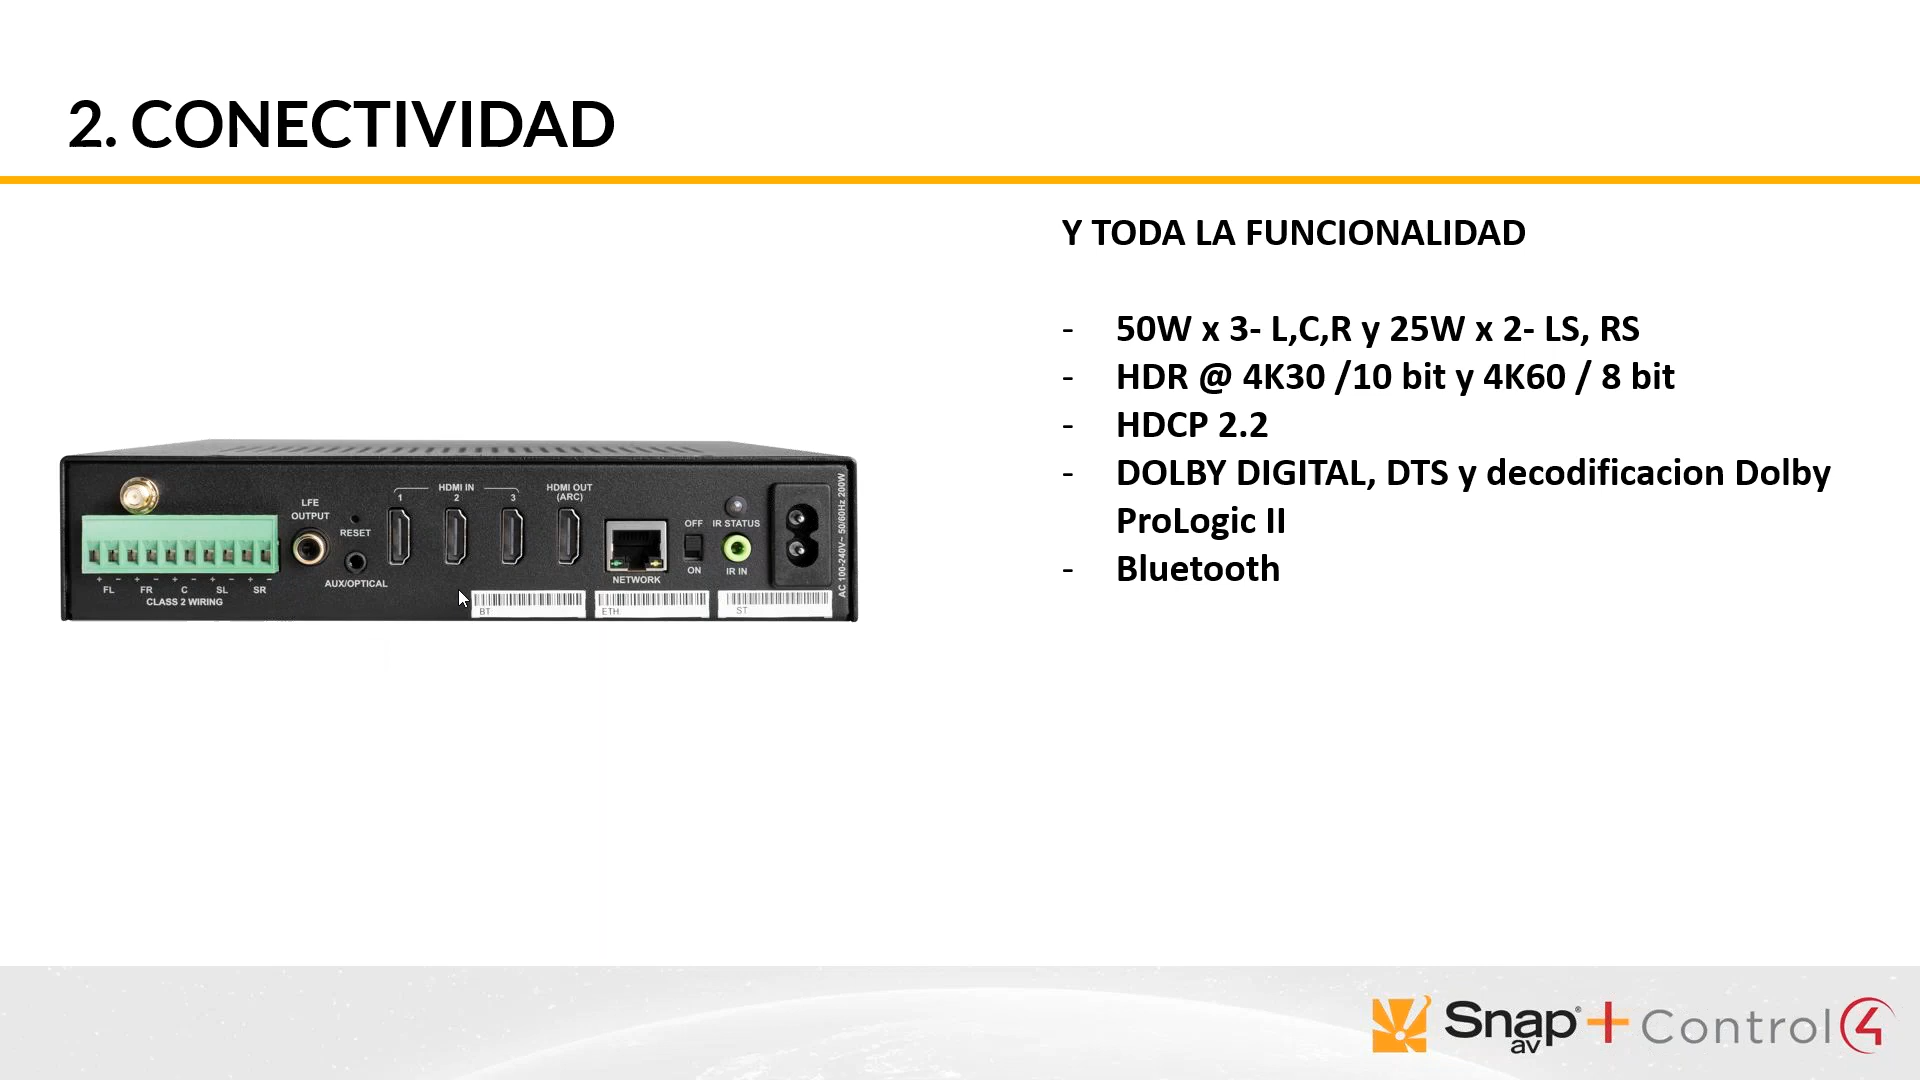 2. CONECTIVIDAD
Y TODA LA FUNCIONALIDAD
- 50W x 3- L,C,R y 25W x 2- LS, RS
- HDR @ 4K30 /10 bit y 4K60 / 8 bit
- HDCP 2.2
- DOLBY DIGITAL, DTS y decodificacion Dolby
ProLogic II
- Bluetooth
LFE
OUTPUT
RESET
AUX/OPTICAL
HDMI IN
1 2 3
HDMI OUT
(ARC)
NETWORK
OFF
ON
IR STATUS
IR IN
AC 100-240V~ 50/60Hz 200W
+ - + - + - + - + -
FL FR C SL SR
CLASS 2 WIRING
BT
ETH:
ST
Snap®
av
+
Control4